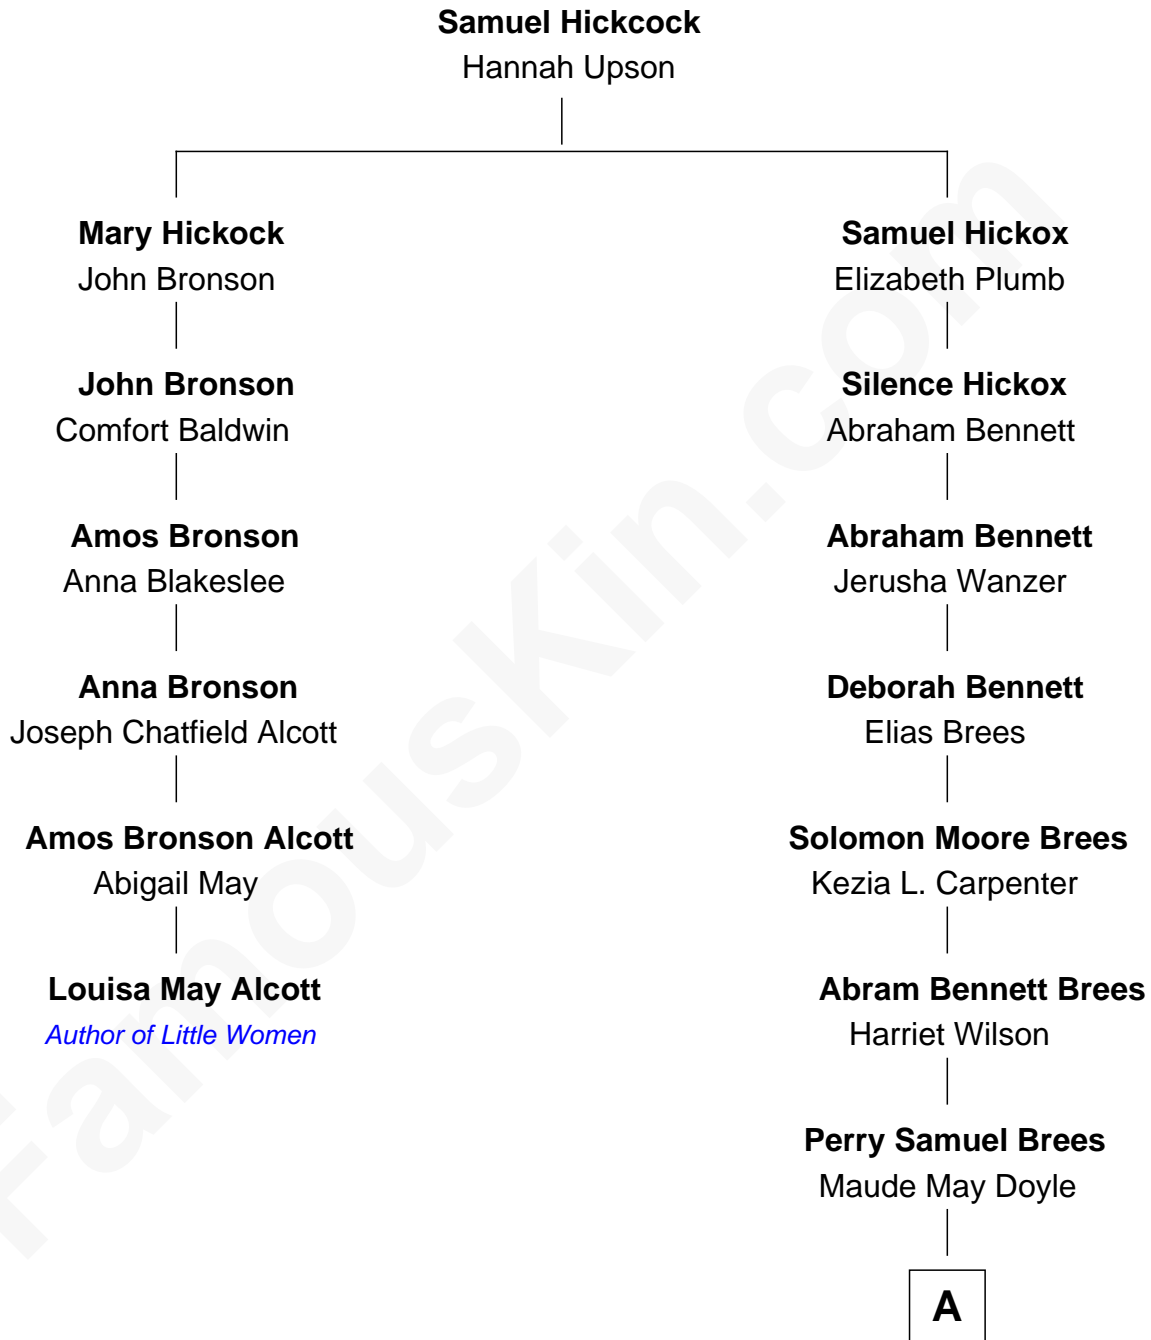 Samuel Hickcock
Hannah Upson
Mary Hickock
John Bronson
Samuel Hickox
Elizabeth Plumb
John Bronson
Comfort Baldwin
Silence Hickox
Abraham Bennett
Amos Bronson
Anna Blakeslee
Abraham Bennett
Jerusha Wanzer
Anna Bronson
Joseph Chatfield Alcott
Deborah Bennett
Elias Brees
Amos Bronson Alcott
Abigail May
Solomon Moore Brees
Kezia L. Carpenter
Louisa May Alcott
Author of Little Women
Abram Bennett Brees
Harriet Wilson
Perry Samuel Brees
Maude May Doyle
A
FamousKin.com